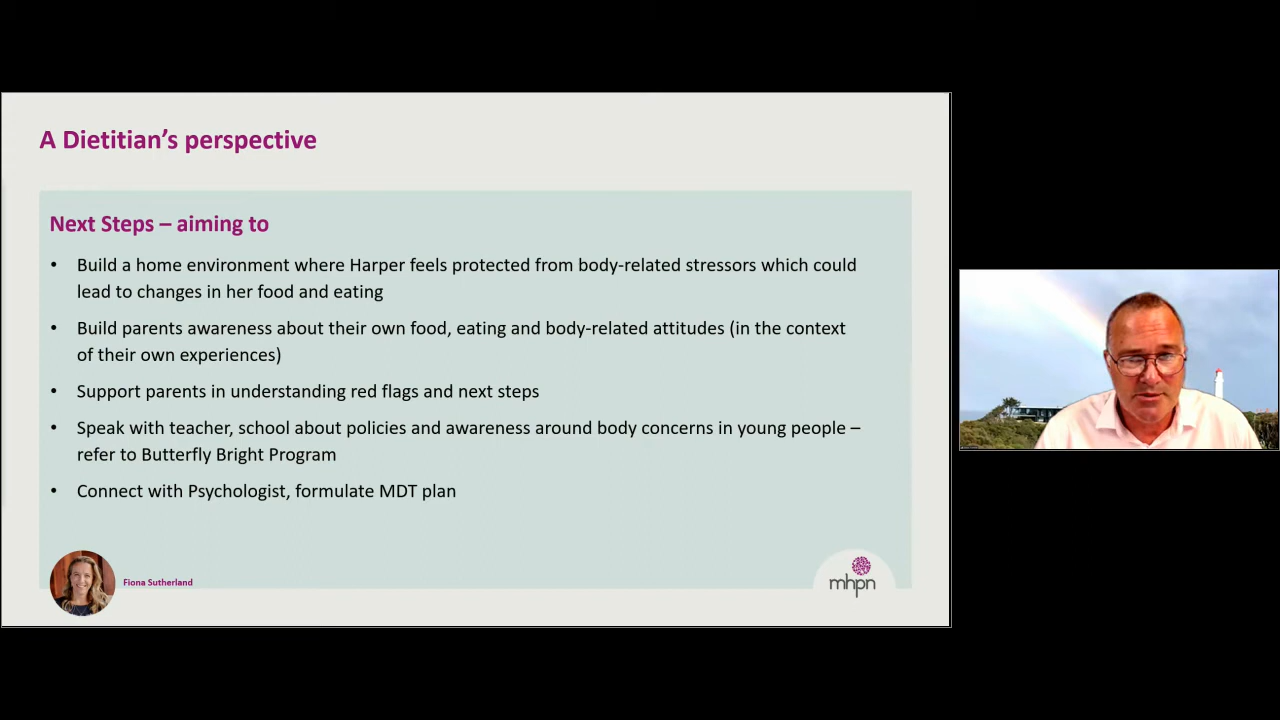 A Dietitian's perspective
Next Steps – aiming to
• Build a home environment where Harper feels protected from body-related stressors which could
lead to changes in her food and eating
• Build parents awareness about their own food, eating and body-related attitudes (in the context
of their own experiences)
• Support parents in understanding red flags and next steps
• Speak with teacher, school about policies and awareness around body concerns in young people –
refer to Butterfly Bright Program
• Connect with Psychologist, formulate MDT plan
Fiona Sutherland
mhpn